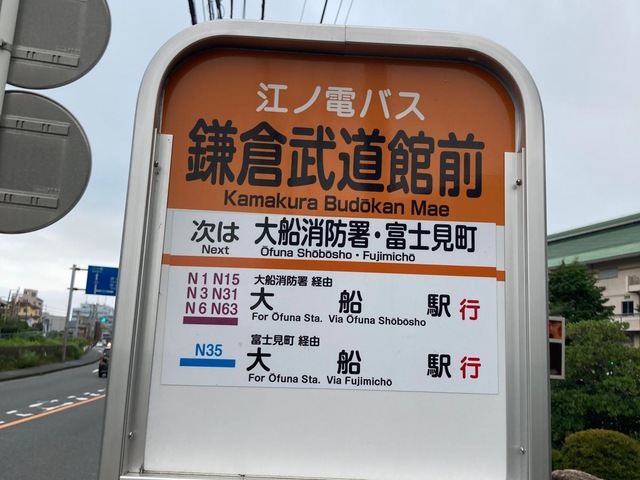 江ノ電バス
鎌倉武道館前
Kamakura Budōkan Mae
次は 大船消防署・富士見町
Next Ōfuna Shōbōsho・Fujimichō
N1 N15 大船消防署 経由
N3 N31 大船駅行
N6 N63 For Ōfuna Sta. Via Ōfuna Shōbōsho
富士見町 経由
N35 大船駅行
For Ōfuna Sta. Via Fujimichō